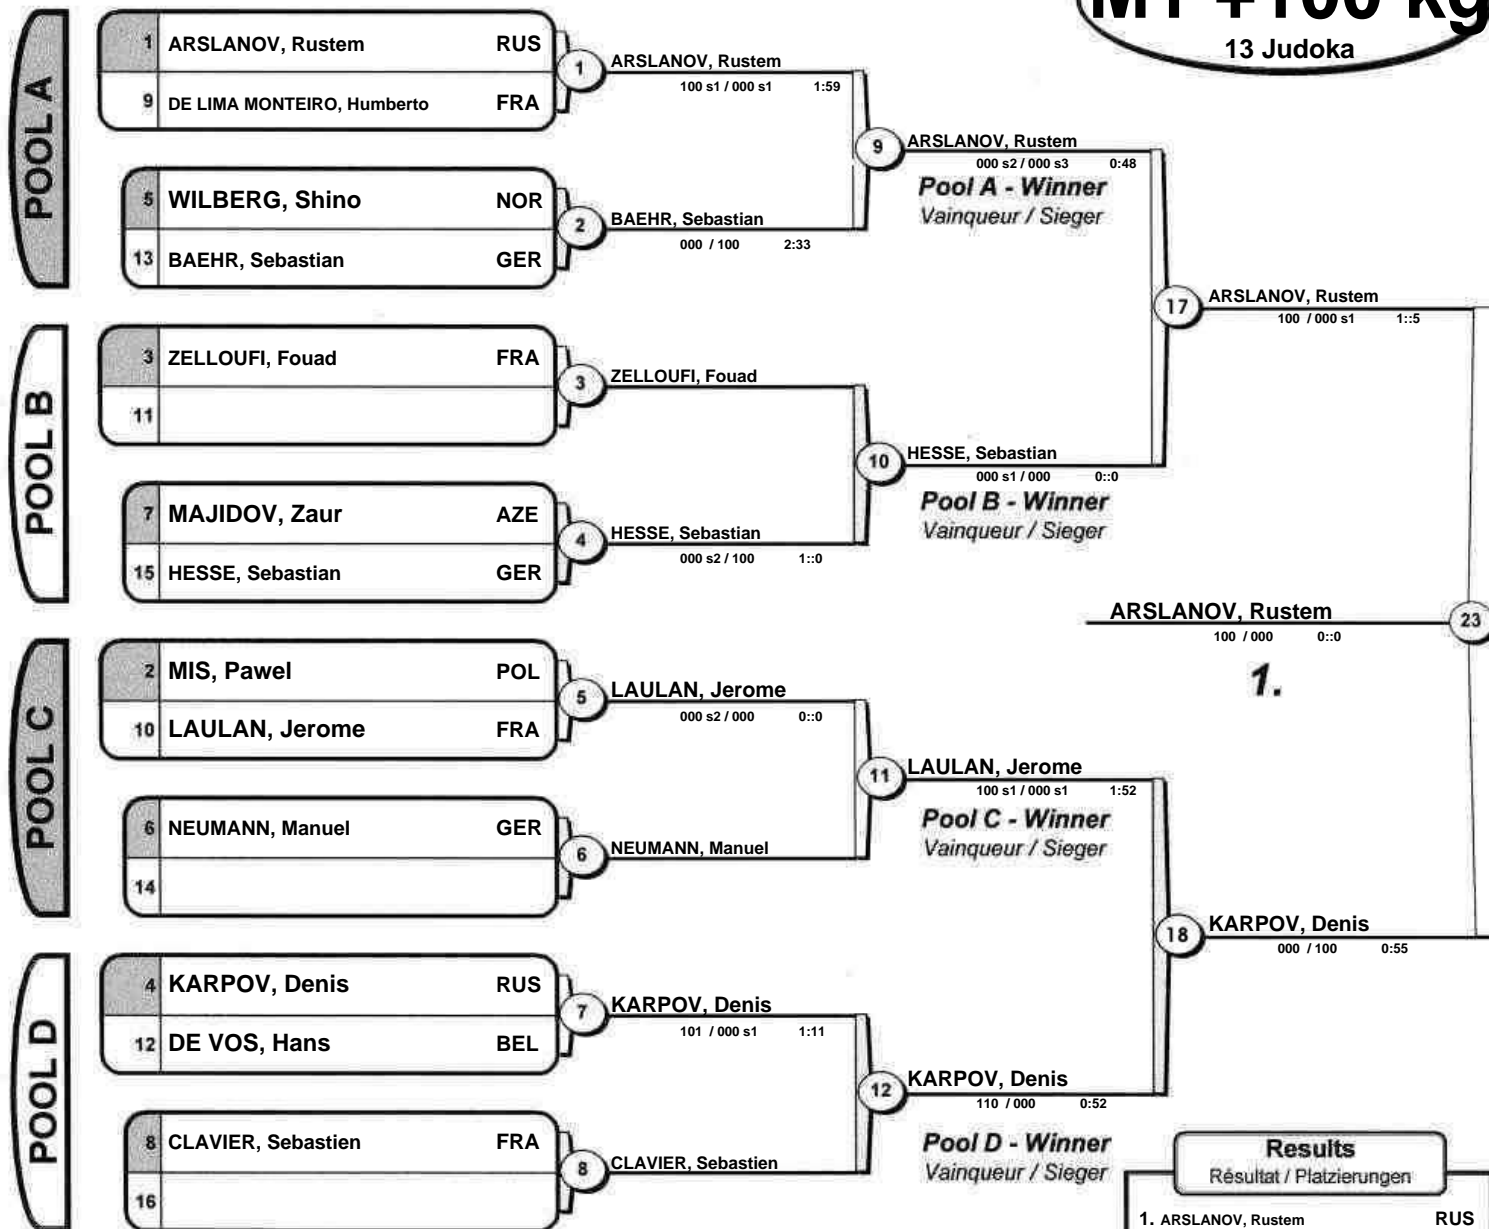 M1 +100 kg
13 Judoka
POOL A
1 ARSLANOV, Rustem RUS
9 DE LIMA MONTEIRO, Humberto FRA
5 WILBERG, Shino NOR
13 BAEHR, Sebastian GER
1
ARSLANOV, Rustem
100 s1 / 000 s1 1:59
2
BAEHR, Sebastian
000 / 100 2:33
9
ARSLANOV, Rustem
000 s2 / 000 s3 0:48
Pool A - Winner
Vainqueur / Sieger
POOL B
3 ZELLOUFI, Fouad FRA
11
7 MAJIDOV, Zaur AZE
15 HESSE, Sebastian GER
3
ZELLOUFI, Fouad
4
HESSE, Sebastian
000 s2 / 100 1::0
10
HESSE, Sebastian
000 s1 / 000 0::0
Pool B - Winner
Vainqueur / Sieger
17
ARSLANOV, Rustem
100 / 000 s1 1::5
ARSLANOV, Rustem
100 / 000 0::0
23
1.
POOL C
2 MIS, Pawel POL
10 LAULAN, Jerome FRA
6 NEUMANN, Manuel GER
14
5
LAULAN, Jerome
000 s2 / 000 0::0
6
NEUMANN, Manuel
11
LAULAN, Jerome
100 s1 / 000 s1 1:52
Pool C - Winner
Vainqueur / Sieger
18
KARPOV, Denis
000 / 100 0:55
POOL D
4 KARPOV, Denis RUS
12 DE VOS, Hans BEL
8 CLAVIER, Sebastien FRA
16
7
KARPOV, Denis
101 / 000 s1 1:11
8
CLAVIER, Sebastien
12
KARPOV, Denis
110 / 000 0:52
Pool D - Winner
Vainqueur / Sieger
Results
Résultat / Platzierungen
1. ARSLANOV, Rustem RUS